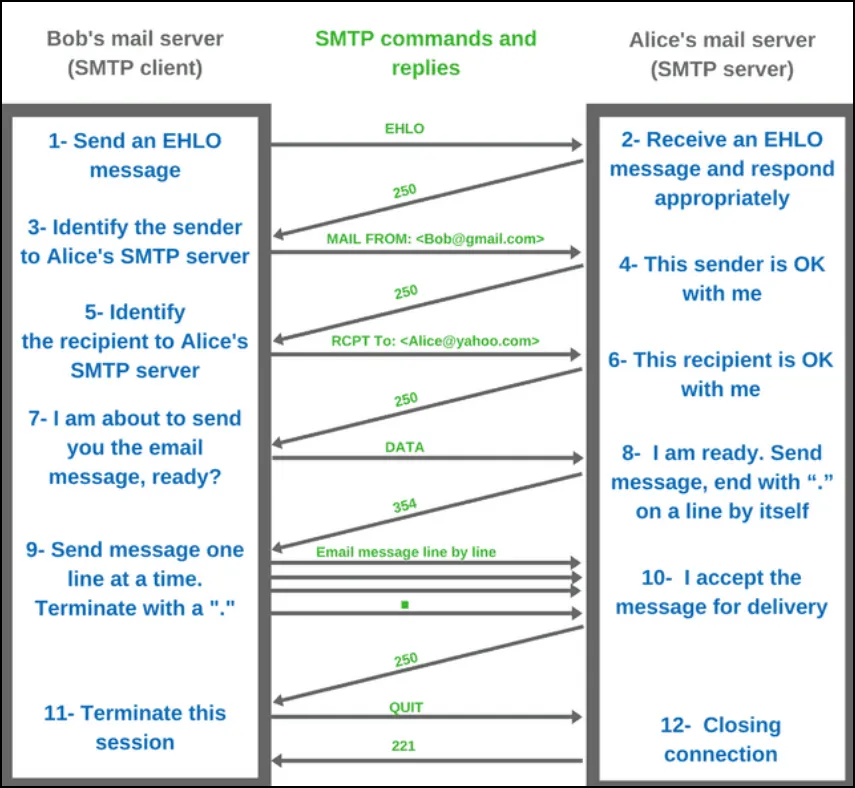 Bob's mail server
(SMTP client)
SMTP commands and
replies
Alice's mail server
(SMTP server)
1- Send an EHLO
message
EHLO
2- Receive an EHLO
message and respond
appropriately
250
3- Identify the sender
to Alice's SMTP server
MAIL FROM: <Bob@gmail.com>
4- This sender is OK
with me
250
5- Identify
the recipient to Alice's
SMTP server
RCPT To: <Alice@yahoo.com>
6- This recipient is OK
with me
250
7- I am about to send
you the email
message, ready?
DATA
8-  I am ready. Send
message, end with “.”
on a line by itself
354
9- Send message one
line at a time.
Terminate with a "."
Email message line by line
.
10-  I accept the
message for delivery
250
11- Terminate this
session
QUIT
12-  Closing
connection
221